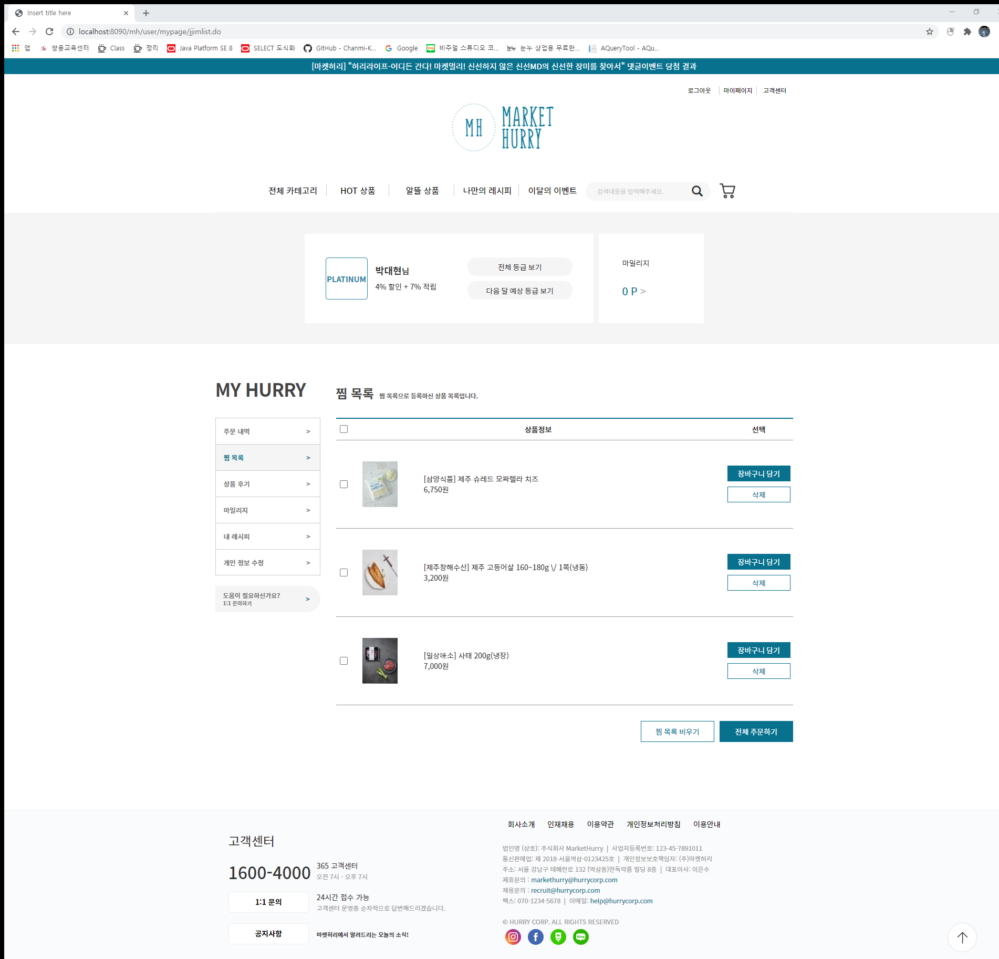 Insert title here
localhost:8090/mh/user/mypage/jjimlist.do
앱 쌍용교육센터 Class 정리 Java Platform SE 8 SELECT 도식화 GitHub - Chanmi-K... Google 비주얼 스튜디오 코... 눈누 상업용 무료한... AQueryTool - AQu...
[마켓허리] "허리라이프-어디든 간다! 마켓멀리! 신선하지 않은 신선MD의 신선한 장미를 찾아서" 댓글이벤트 당첨 결과
로그아웃 마이페이지 고객센터
MH
MARKET
HURRY
전체 카테고리 HOT 상품 알뜰 상품 나만의 레시피 이달의 이벤트 검색내용을 입력해주세요.
PLATINUM
박대현님
4% 할인 + 7% 적립
전체 등급 보기
다음 달 예상 등급 보기
마일리지
0 P >
MY HURRY
주문 내역 >
찜 목록 >
상품 후기 >
마일리지 >
내 레시피 >
개인 정보 수정 >
도움이 필요하신가요? >
1:1 문의하기
찜 목록 찜 목록으로 등록하신 상품 목록입니다.
상품정보 선택
[삼양식품] 제주 슈레드 모짜렐라 치즈
6,750원
장바구니 담기
삭제
[제주창해수산] 제주 고등어살 160~180g \/ 1쪽(냉동)
3,200원
장바구니 담기
삭제
[일상味소] 사태 200g(냉장)
7,000원
장바구니 담기
삭제
찜 목록 비우기 전체 주문하기
고객센터
1600-4000 365 고객센터
오전 7시 - 오후 7시
1:1 문의 24시간 접수 가능
고객센터 운영중 순차적으로 답변해드리겠습니다.
공지사항 마켓허리에서 알려드리는 오늘의 소식!
회사소개 인재채용 이용약관 개인정보처리방침 이용안내
법인명 (상호): 주식회사 MarketHurry | 사업자등록번호: 123-45-7891011
통신판매업: 제 2018-서울역삼-0123425호 | 개인정보보호책임자: (주)마켓허리
주소: 서울 강남구 테헤란로 132 (역삼동)한독약품 빌딩 8층 | 대표이사: 이은수
제휴문의 : markethurry@hurrycorp.com
채용문의 : recruit@hurrycorp.com
팩스: 070-1234-5678 | 이메일: help@hurrycorp.com
© HURRY CORP. ALL RIGHTS RESERVED
blog